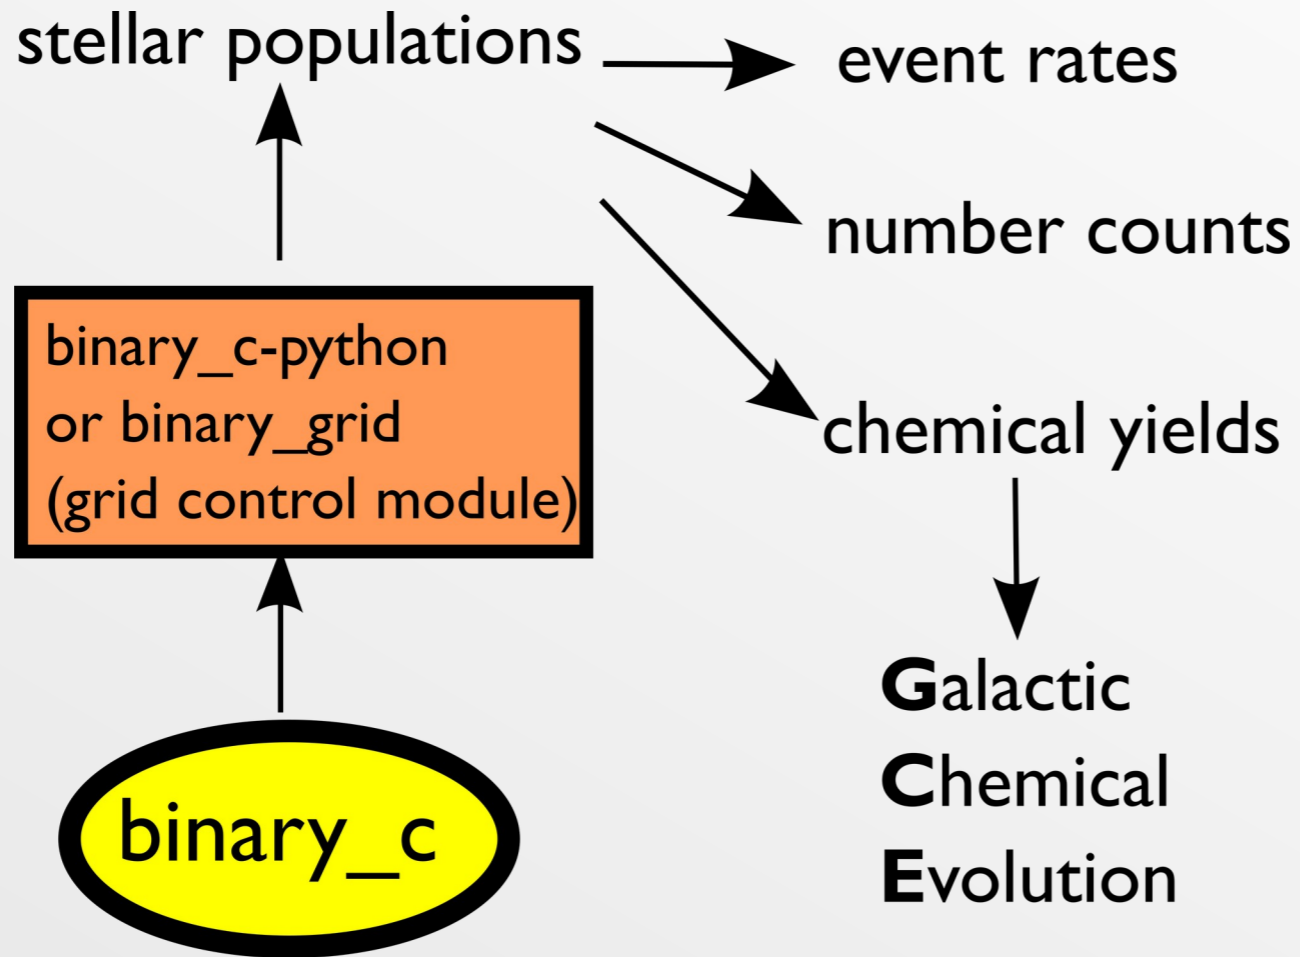 stellar populations
event rates
number counts
binary_c-python
or binary_grid
(grid control module)
chemical yields
Galactic
Chemical
Evolution
binary_c